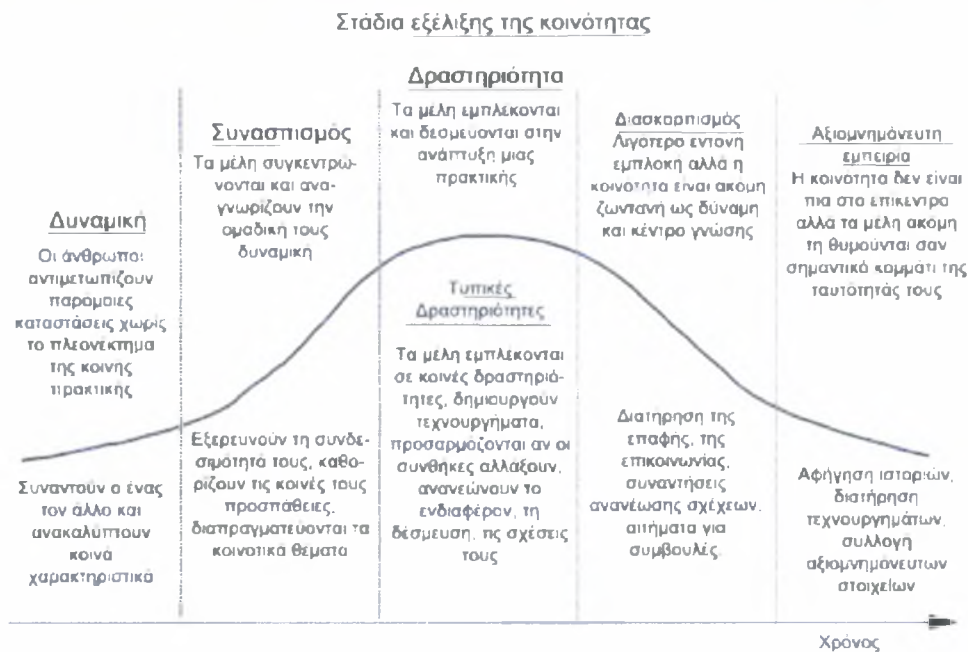 Στάδια εξέλιξης της κοινότητας
Δυναμική
Οι άνθρωποι
αντιμετωπίζουν
παρόμοιες
καταστάσεις χωρίς
το πλεονέκτημα
της κοινής
πρακτικής
Συναντούν ο ένας
τον άλλο και
ανακαλύπτουν
κοινά
χαρακτηριστικά
Συνασπισμός
Τα μέλη συγκεντρώ-
νονται και ανα-
γνωρίζουν την
ομαδική τους
δυναμική
Εξερευνούν τη συνδε-
σιμότητά τους, καθο-
ρίζουν τις κοινές τους
προσπάθειες,
διαπραγματεύονται τα
κοινοτικά θέματα
Δραστηριότητα
Τα μέλη εμπλέκονται
και δεσμεύονται στην
ανάπτυξη μιας
πρακτικής
Τυπικές
Δραστηριότητες
Τα μέλη εμπλέκονται
σε κοινές δραστηριό-
τητες, δημιουργούν
τεχνουργήματα,
προσαρμόζονται αν οι
συνθήκες αλλάξουν,
ανανεώνουν το
ενδιαφέρον, τη
δέσμευση, τις σχέσεις
τους
Διασκορπισμός
Λιγότερο έντονη
εμπλοκή αλλά η
κοινότητα είναι ακόμη
ζωντανή ως δύναμη
και κέντρο γνώσης
Διατήρηση της
επαφής, της
επικοινωνίας,
συναντήσεις
ανανέωσης σχέχεων,
αιτήματα για
συμβουλές
Αξιομνημόνευτη
εμπειρία
Η κοινότητα δεν είναι
πια στο επίκεντρο
αλλά τα μέλη ακόμη
τη θυμούνται σαν
σημαντικό κομμάτι της
ταυτότητάς τους
Αφήγηση ιστοριών,
διατήρηση
τεχνουργημάτων,
συλλογή
αξιομνημόνευτων
στοιχείων
Χρόνος